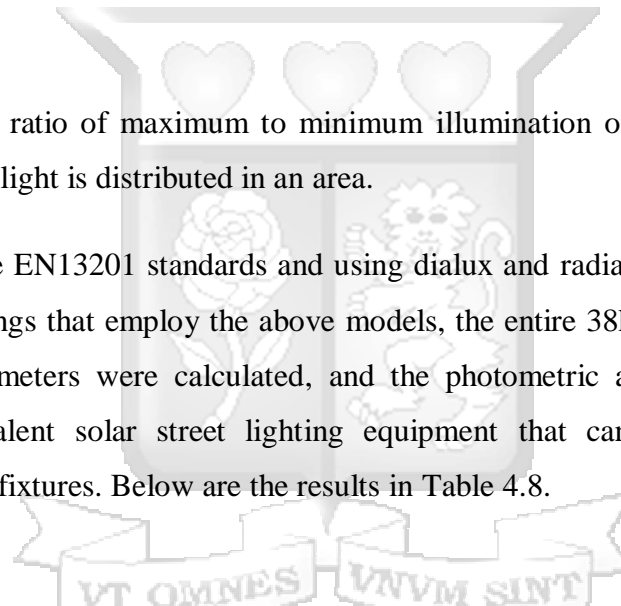 ratio of maximum to minimum illumination o
light is distributed in an area.
EN13201 standards and using dialux and radia
ngs that employ the above models, the entire 38
meters were calculated, and the photometric a
alent solar street lighting equipment that can
fixtures. Below are the results in Table 4.8.
VT OMNES VNVM SINT